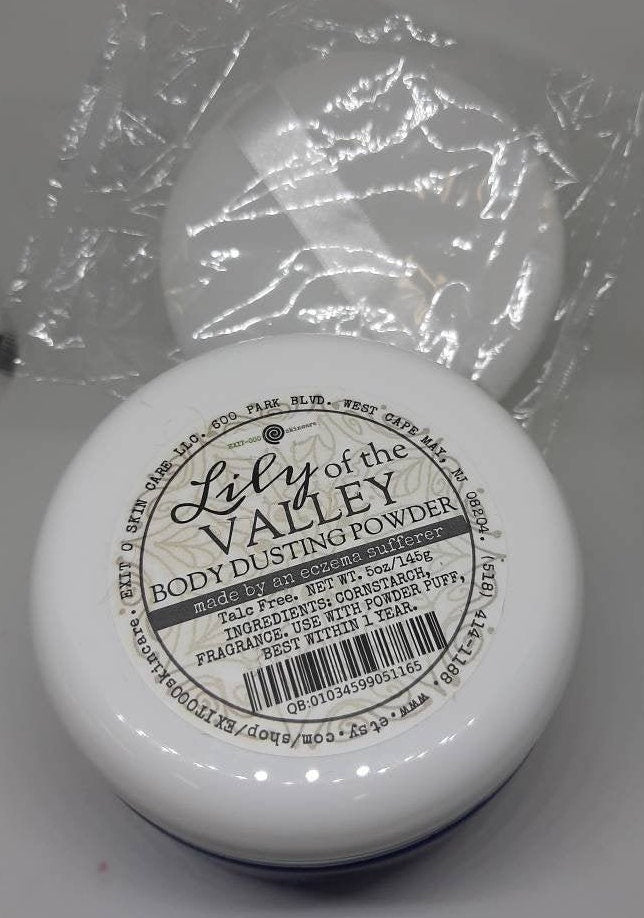 EXIT 0 SKIN CARE LLC. 600 PARK BLVD. WEST CAPE MAY, NJ 08204. (518) 414-1188. www.etsy.com/shop/EXIT000skincare.
EXIT-000 skincare
Lily of the
VALLEY
BODY DUSTING POWDER
made by an eczema sufferer
Talc Free. NET WT. 5oz/145g
INGREDIENTS: CORNSTARCH,
FRAGRANCE. USE WITH POWDER PUFF,
BEST WITHIN 1 YEAR.
QB:01034599051165